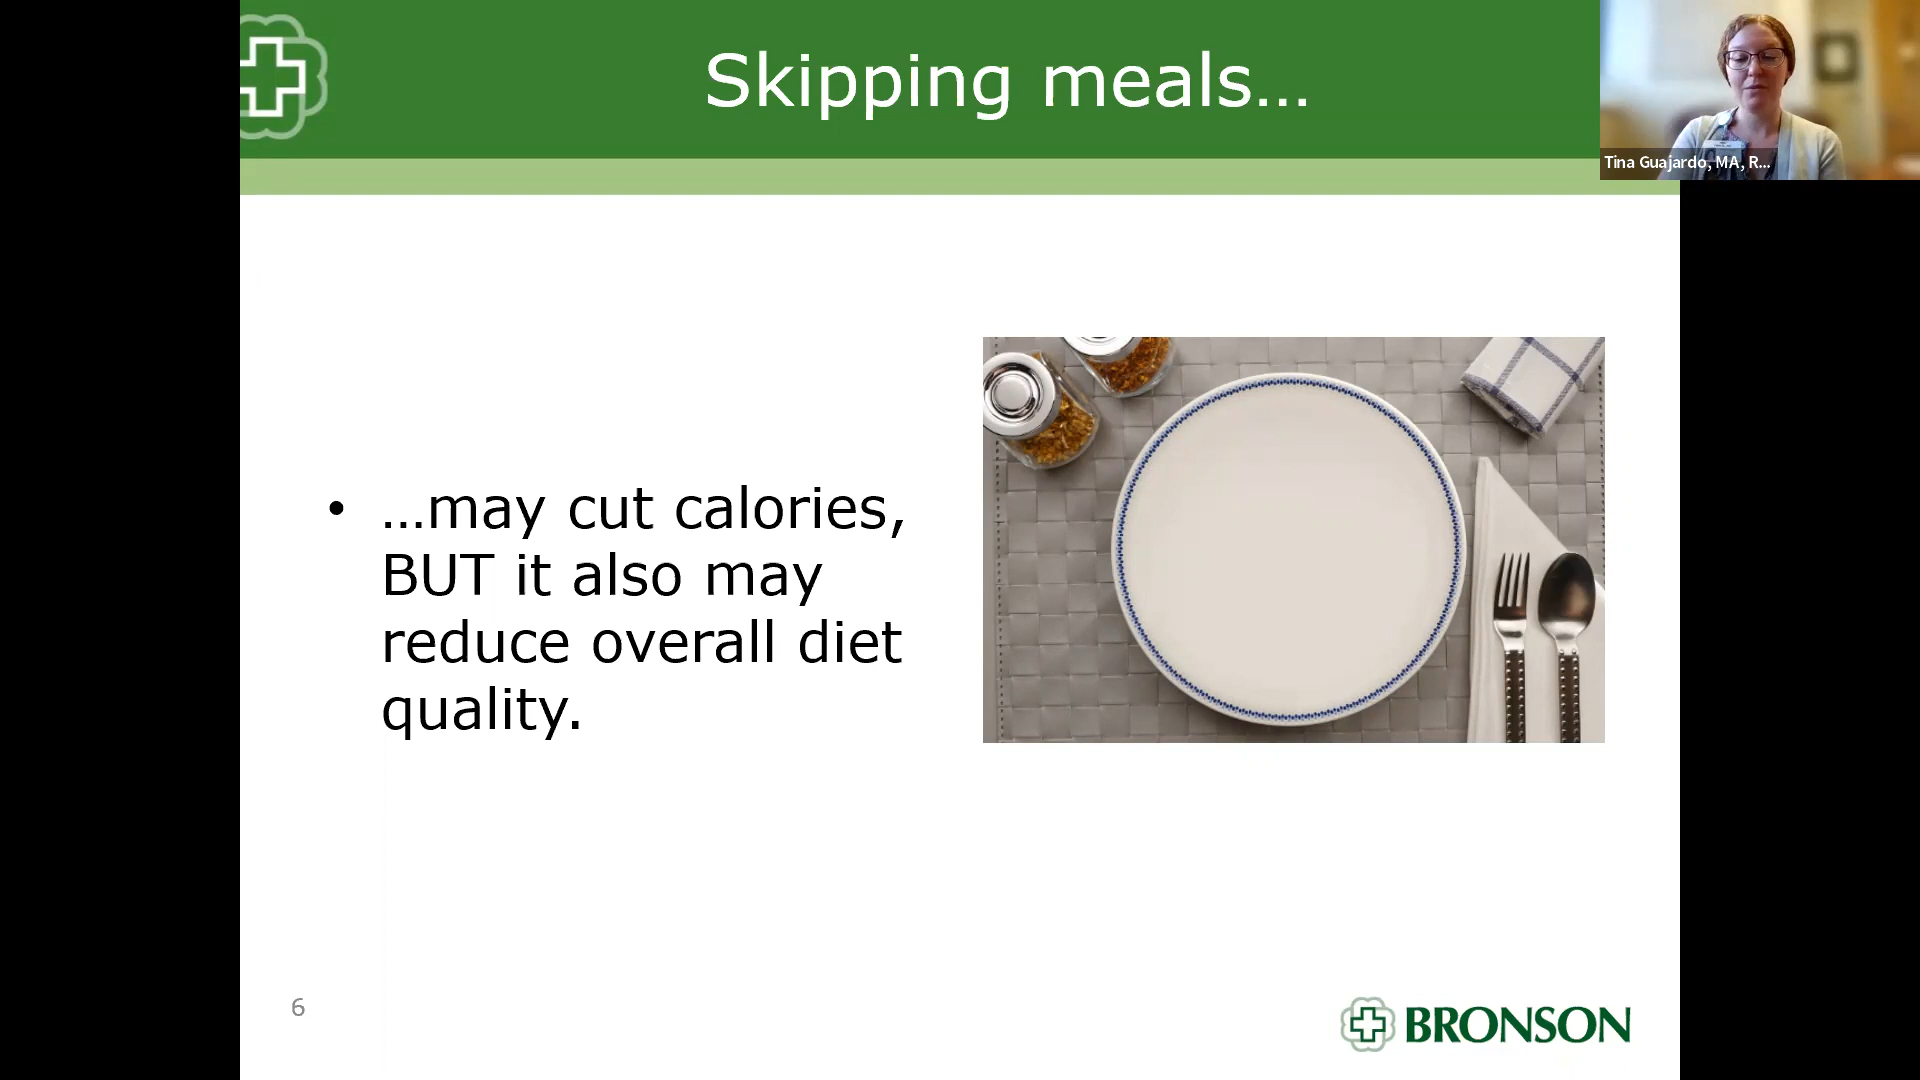 Skipping meals...
Tina Guajardo, MA, R...
• ...may cut calories,
BUT it also may
reduce overall diet
quality.
6
BRONSON